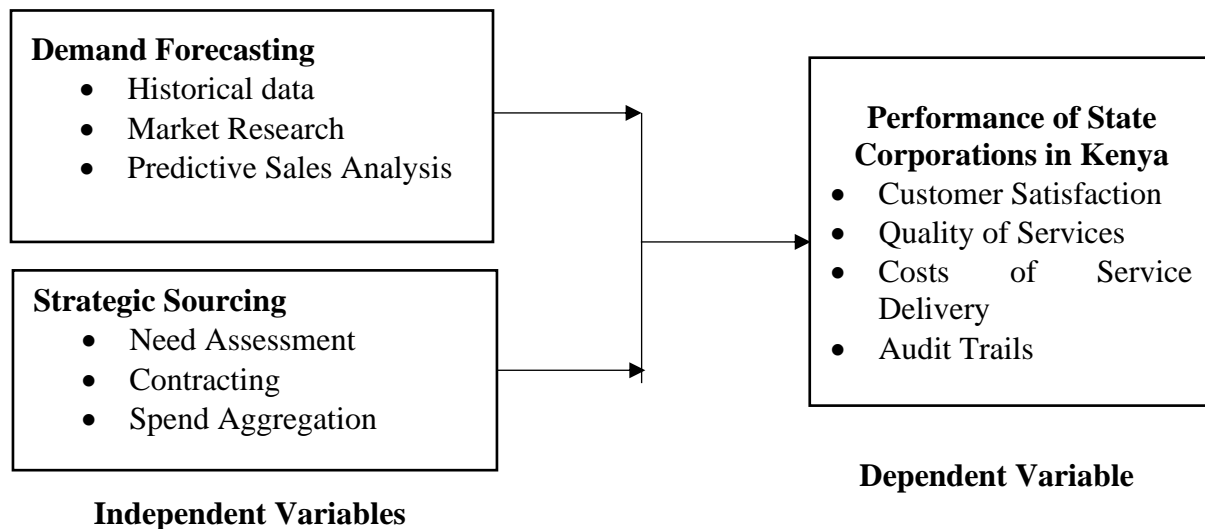 Demand Forecasting
• Historical data
• Market Research
• Predictive Sales Analysis
Strategic Sourcing
• Need Assessment
• Contracting
• Spend Aggregation
Independent Variables
Performance of State
Corporations in Kenya
• Customer Satisfaction
• Quality of Services
• Costs of Service
Delivery
• Audit Trails
Dependent Variable